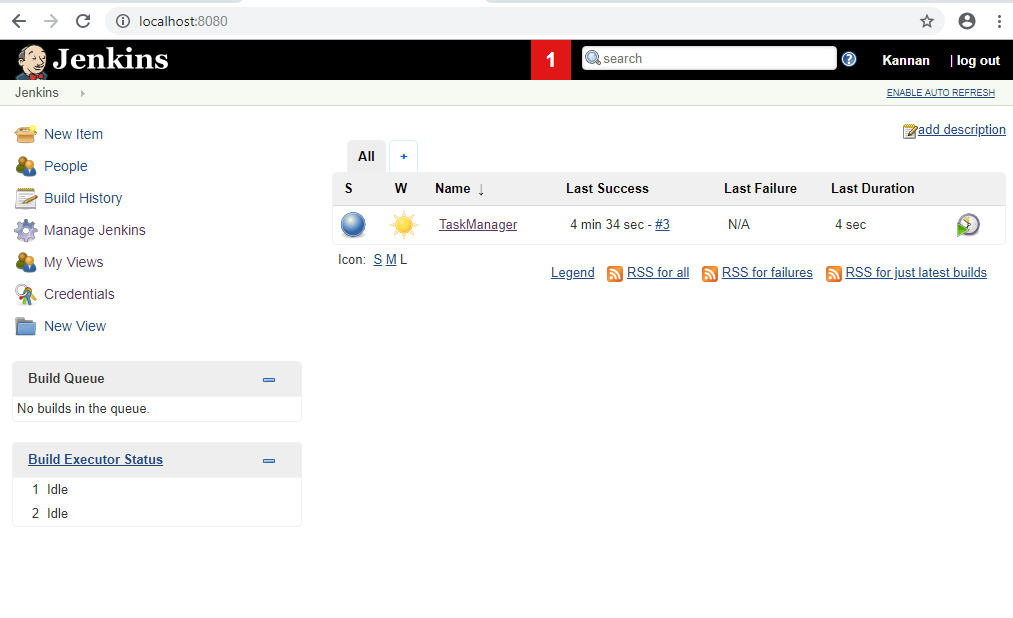 localhost:8080
Jenkins
1
search
?
Kannan
| log out
Jenkins
ENABLE AUTO REFRESH
New Item
People
Build History
Manage Jenkins
My Views
Credentials
New View
Build Queue
No builds in the queue.
Build Executor Status
1 Idle
2 Idle
add description
All
+
S W Name ↓ Last Success Last Failure Last Duration
TaskManager 4 min 34 sec - #3 N/A 4 sec
Icon: S M L
Legend RSS for all RSS for failures RSS for just latest builds